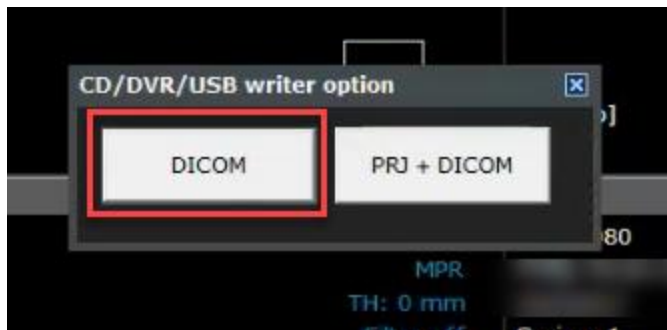 CD/DVR/USB writer option
DICOM
PRJ + DICOM
MPR
TH: 0 mm